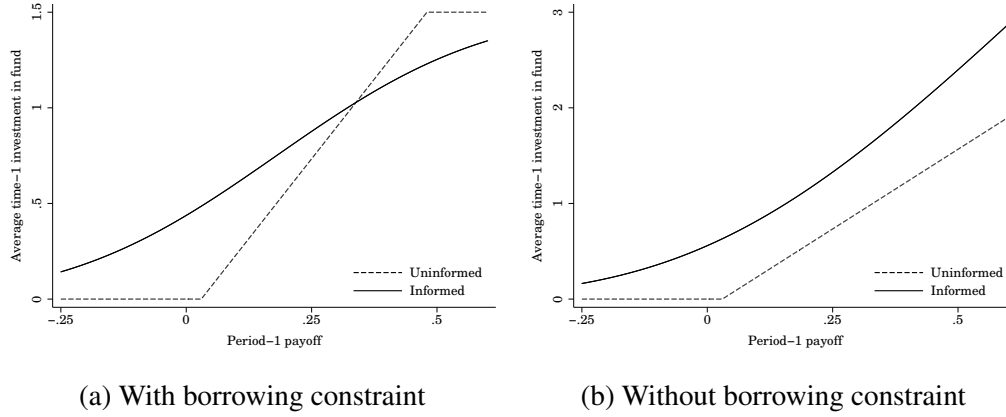 Average time−1 investment in fund
1.5
1
.5
0
−.25
0
.25
.5
Period−1 payoff
Uninformed
Informed
(a) With borrowing constraint
Average time−1 investment in fund
3
2
1
0
−.25
0
.25
.5
Period−1 payoff
Uninformed
Informed
(b) Without borrowing constraint